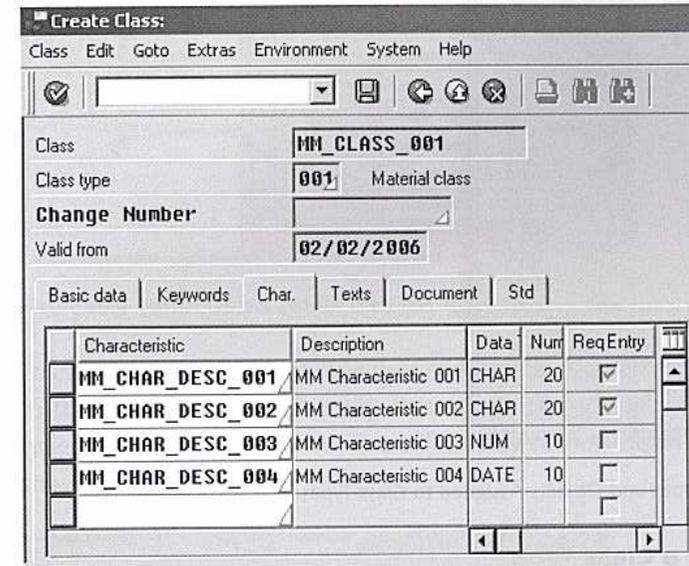 Create Class:
Class Edit Goto Extras Environment System Help
Class MM_CLASS_001
Class type 001 Material class
Change Number
Valid from 02/02/2006
Basic data Keywords Char. Texts Document Std
Characteristic Description Data Num ReqEntry
MM_CHAR_DESC_001 MM Characteristic 001 CHAR 20
MM_CHAR_DESC_002 MM Characteristic 002 CHAR 20
MM_CHAR_DESC_003 MM Characteristic 003 NUM 10
MM_CHAR_DESC_004 MM Characteristic 004 DATE 10